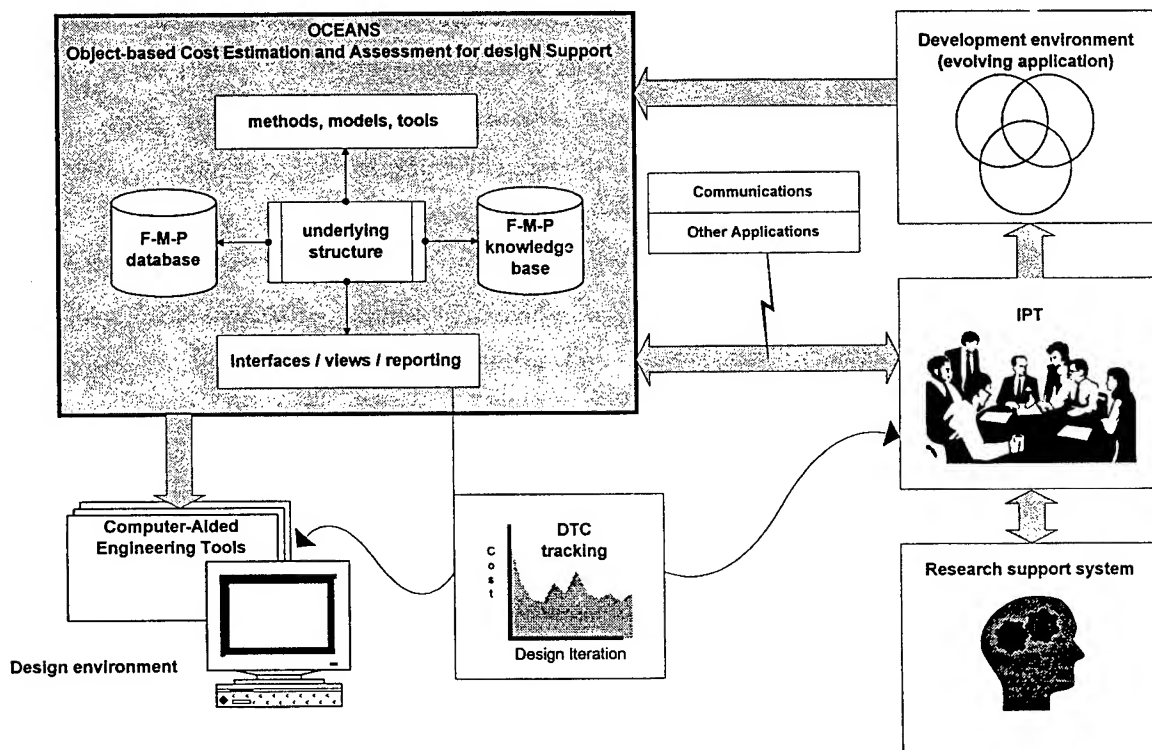 OCEANS
Object-based Cost Estimation and Assessment for desigN Support
methods, models, tools
F-M-P
database
underlying
structure
F-M-P
knowledge
base
Interfaces / views / reporting
Development environment
(evolving application)
Communications
Other Applications
IPT
Computer-Aided
Engineering Tools
Design environment
DTC
tracking
Cost
Design Iteration
Research support system